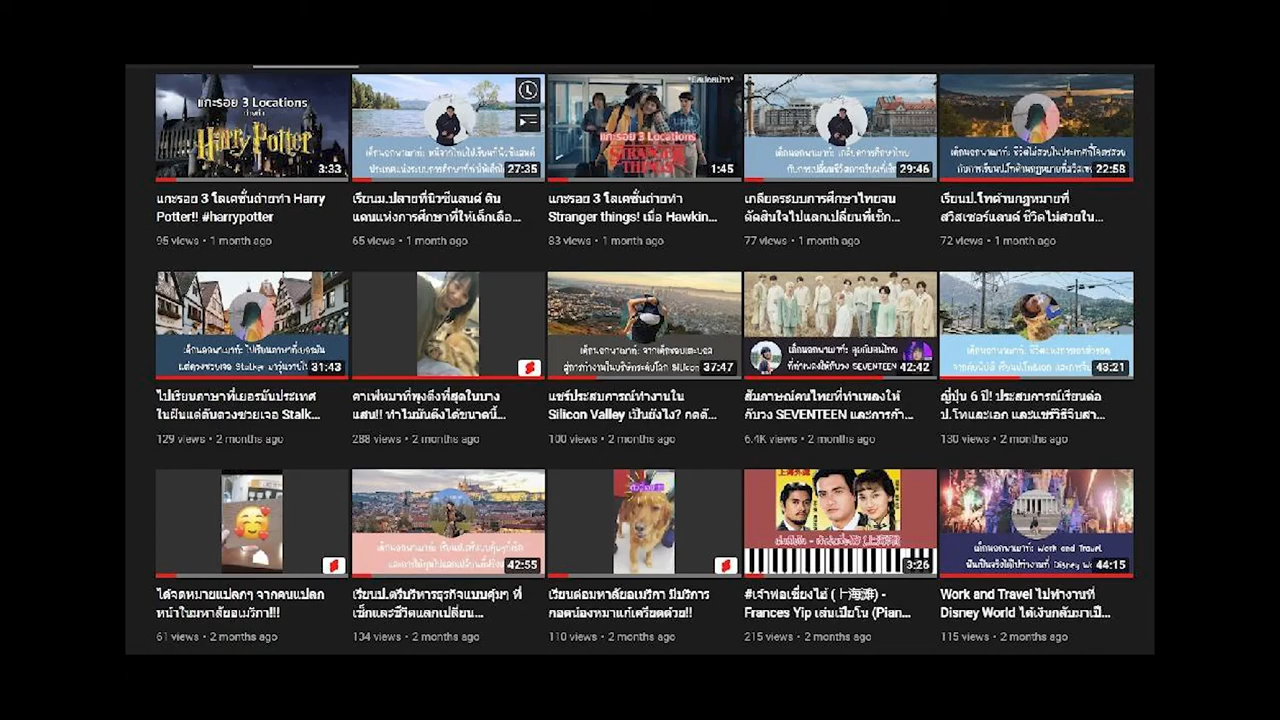 แกะรอย 3 Locations
Harry Potter
3:33
27:35
แกะรอย 3 Locations
STRANGER THINGS
1:45
29:46
22:58
แกะรอย 3 โลเคชั่นถ่ายทำ Harry
Potter!! #harrypotter
95 views • 1 month ago
เรียนม.ปลายที่นิวซีแลนด์ ดิน
แดนแห่งการศึกษาที่ให้เด็กเลือ...
65 views • 1 month ago
แกะรอย 3 โลเคชั่นถ่ายทำ
Stranger things! เมื่อ Hawkin...
83 views • 1 month ago
เกลียดระบบการศึกษาไทยจน
ตัดสินใจไปแลกเปลี่ยนที่เช็ก...
77 views • 1 month ago
เรียนป.โทด้านกฎหมายที่
สวิตเซอร์แลนด์ ชีวิตไม่สวยใน...
72 views • 1 month ago
31:43
37:47
42:42
43:21
ไปเรียนภาษาที่เยอรมันประเทศ
ในฝันแต่ดันดวงซวยเจอ Stalk...
129 views • 2 months ago
คาเฟ่หมาที่พุงตึงที่สุดในบาง
แสน!! ทำไมมันตึงได้ขนาดนี้...
288 views • 2 months ago
แชร์ประสบการณ์ทำงานใน
Silicon Valley เป็นยังไง? กดดั...
100 views • 2 months ago
สัมภาษณ์คนไทยที่ทำเพลงให้
กับวง SEVENTEEN และการก้า...
6.4K views • 2 months ago
ญี่ปุ่น 6 ปี! ประสบการณ์เรียนต่อ
ป.โทและเอก และแชร์วิธีจีบสา...
130 views • 2 months ago
42:55
上海灘
3:26
เด็กนอกพาเมาท์: Work and Travel
44:15
ได้จดหมายแปลกๆ จากคนแปลก
หน้าในมหาลัยอเมริกา!!!
61 views • 2 months ago
เรียนป.ตรีบริหารธุรกิจแบบคุ้มๆ ที่
เช็กและชีวิตแลกเปลี่ยน...
134 views • 2 months ago
เรียนต่อมหาลัยอเมริกา มีบริการ
กอดน้องหมาแก้เครียดด้วย!!
110 views • 2 months ago
#เจ้าพ่อเซี่ยงไฮ้ (上海灘) -
Frances Yip เล่นเปียโน (Pian...
215 views • 2 months ago
Work and Travel ไปทำงานที่
Disney World ได้เงินกลับมาเป็...
115 views • 2 months ago